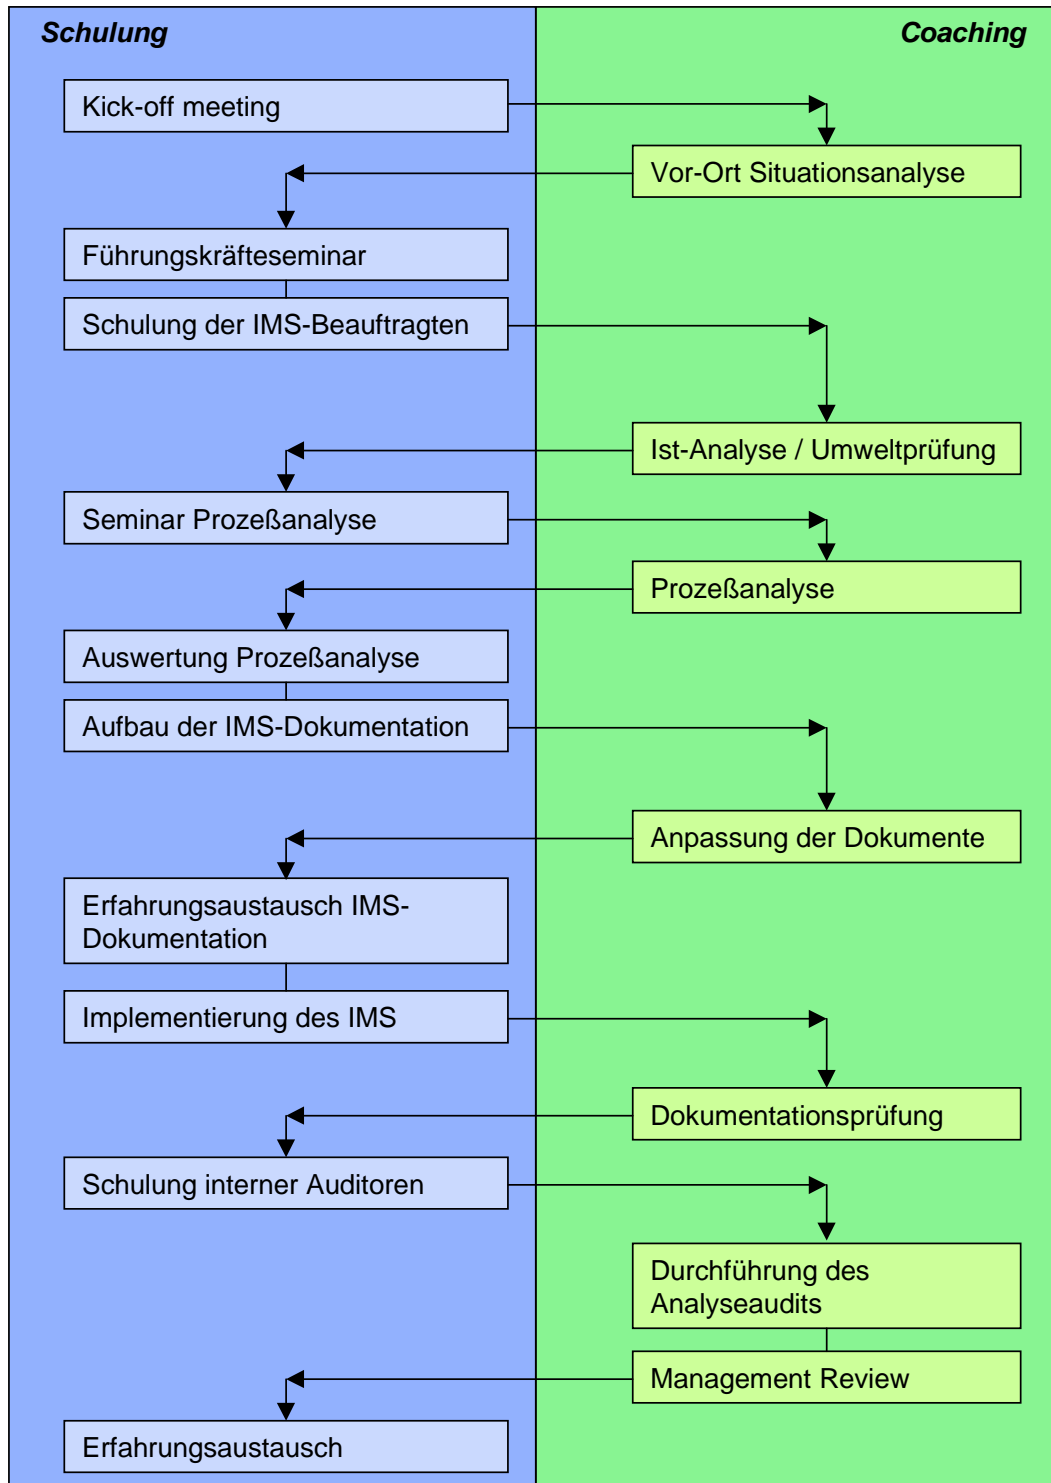 Schulung
Coaching
Kick-off meeting
Vor-Ort Situationsanalyse
Führungskräfteseminar
Schulung der IMS-Beauftragten
Ist-Analyse / Umweltprüfung
Seminar Prozeßanalyse
Prozeßanalyse
Auswertung Prozeßanalyse
Aufbau der IMS-Dokumentation
Anpassung der Dokumente
Erfahrungsaustausch IMS-
Dokumentation
Implementierung des IMS
Dokumentationsprüfung
Schulung interner Auditoren
Durchführung des
Analyseaudits
Management Review
Erfahrungsaustausch